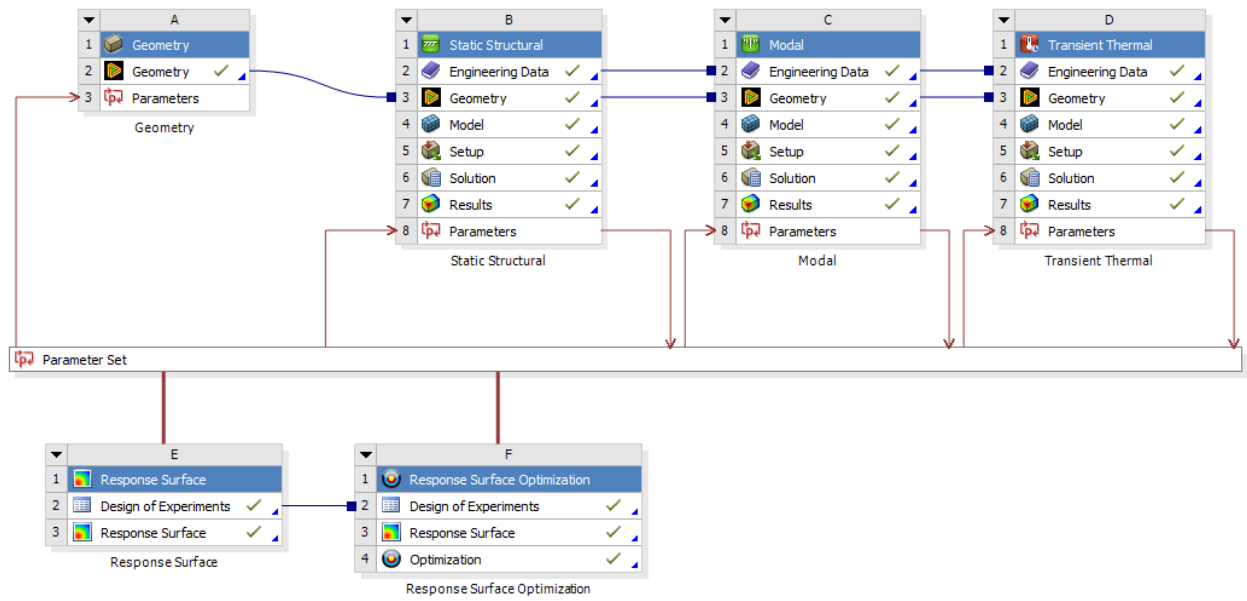 A
1 Geometry
2 Geometry
3 Parameters
Geometry
B
1 Static Structural
2 Engineering Data
3 Geometry
4 Model
5 Setup
6 Solution
7 Results
8 Parameters
Static Structural
C
1 Modal
2 Engineering Data
3 Geometry
4 Model
5 Setup
6 Solution
7 Results
8 Parameters
Modal
D
1 Transient Thermal
2 Engineering Data
3 Geometry
4 Model
5 Setup
6 Solution
7 Results
8 Parameters
Transient Thermal
Parameter Set
E
1 Response Surface
2 Design of Experiments
3 Response Surface
Response Surface
F
1 Response Surface Optimization
2 Design of Experiments
3 Response Surface
4 Optimization
Response Surface Optimization